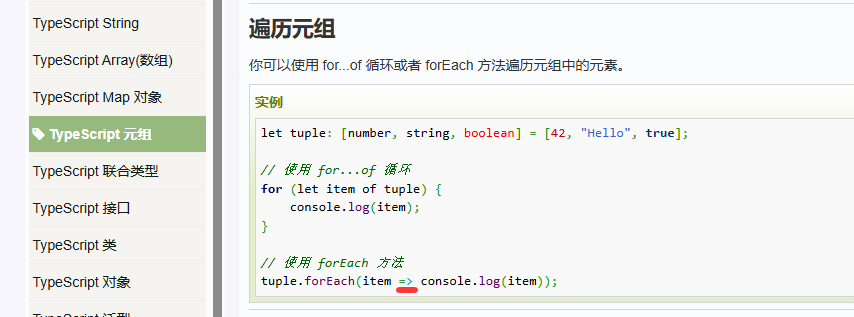 TypeScript String
TypeScript Array(数组)
TypeScript Map 对象
TypeScript 元组
TypeScript 联合类型
TypeScript 接口
TypeScript 类
TypeScript 对象
遍历元组
你可以使用 for...of 循环或者 forEach 方法遍历元组中的元素。
实例
let tuple: [number, string, boolean] = [42, "Hello", true];
// 使用 for...of 循环
for (let item of tuple) {
    console.log(item);
}
// 使用 forEach 方法
tuple.forEach(item => console.log(item));